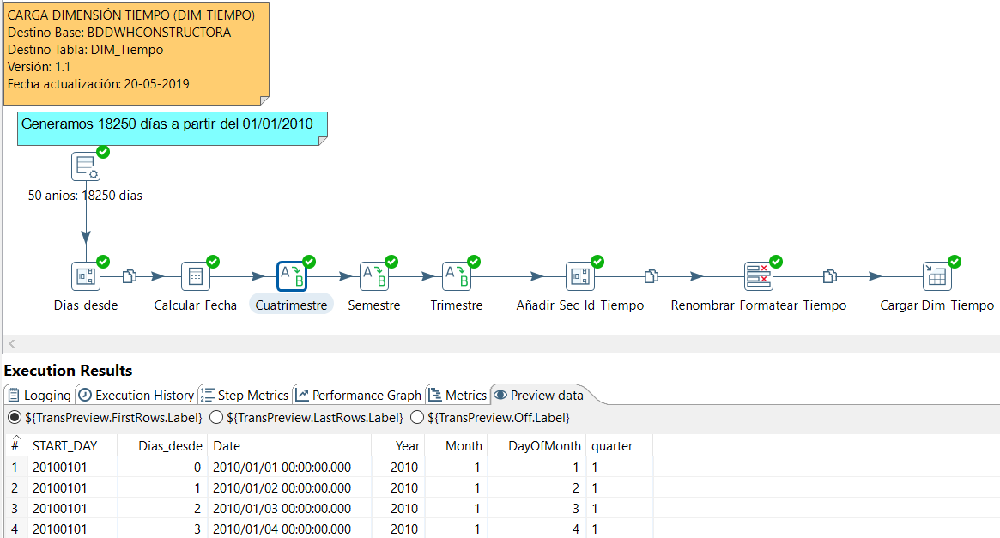 CARGA DIMENSIÓN TIEMPO (DIM_TIEMPO)
Destino Base: BDDWHCONSTRUCTORA
Destino Tabla: DIM_Tiempo
Versión: 1.1
Fecha actualización: 20-05-2019
Generamos 18250 días a partir del 01/01/2010
50 anios: 18250 dias
Dias_desde Calcular_Fecha Cuatrimestre Semestre Trimestre Añadir_Sec_Id_Tiempo Renombrar_Formatear_Tiempo Cargar Dim_Tiempo
Execution Results
Logging Execution History Step Metrics Performance Graph Metrics Preview data
${TransPreview.FirstRows.Label} ${TransPreview.LastRows.Label} ${TransPreview.Off.Label}
# START_DAY Dias_desde Date Year Month DayOfMonth quarter
1 20100101 0 2010/01/01 00:00:00.000 2010 1 1 1
2 20100101 1 2010/01/02 00:00:00.000 2010 1 2 1
3 20100101 2 2010/01/03 00:00:00.000 2010 1 3 1
4 20100101 3 2010/01/04 00:00:00.000 2010 1 4 1